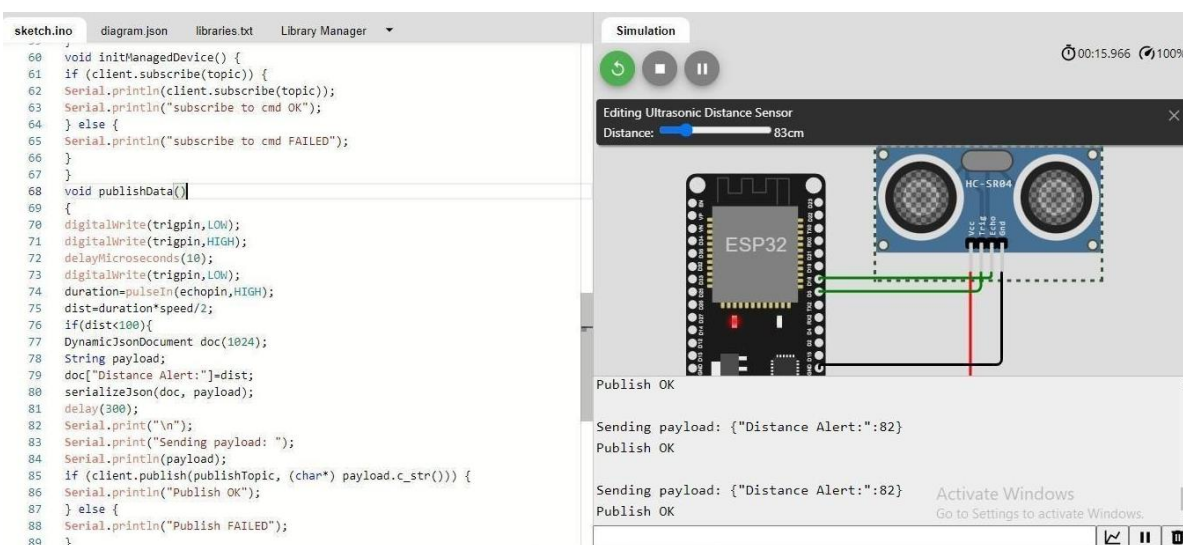 sketch.ino diagram.json libraries.txt Library Manager
Simulation
00:15.966 100%
60 void initManagedDevice() {
61 if (client.subscribe(topic)) {
62 Serial.println(client.subscribe(topic));
63 Serial.println("subscribe to cmd OK");
64 } else {
65 Serial.println("subscribe to cmd FAILED");
66 }
67 }
68 void publishData()
69 {
70 digitalWrite(trigpin,LOW);
71 digitalWrite(trigpin,HIGH);
72 delayMicroseconds(10);
73 digitalWrite(trigpin,LOW);
74 duration=pulseIn(echopin,HIGH);
75 dist=duration*speed/2;
76 if(dist<100){
77 DynamicJsonDocument doc(1024);
78 String payload;
79 doc["Distance Alert:"]=dist;
80 serializeJson(doc, payload);
81 delay(300);
82 Serial.print("\n");
83 Serial.print("Sending payload: ");
84 Serial.println(payload);
85 if (client.publish(publishTopic, (char*) payload.c_str())) {
86 Serial.println("Publish OK");
87 } else {
88 Serial.println("Publish FAILED");
89 }
Editing Ultrasonic Distance Sensor
Distance: 83cm
HC-SR04
Vcc
Trig
Echo
Gnd
ESP32
Publish OK
Sending payload: {"Distance Alert:":82}
Publish OK
Sending payload: {"Distance Alert:":82}
Publish OK
Activate Windows
Go to Settings to activate Windows.